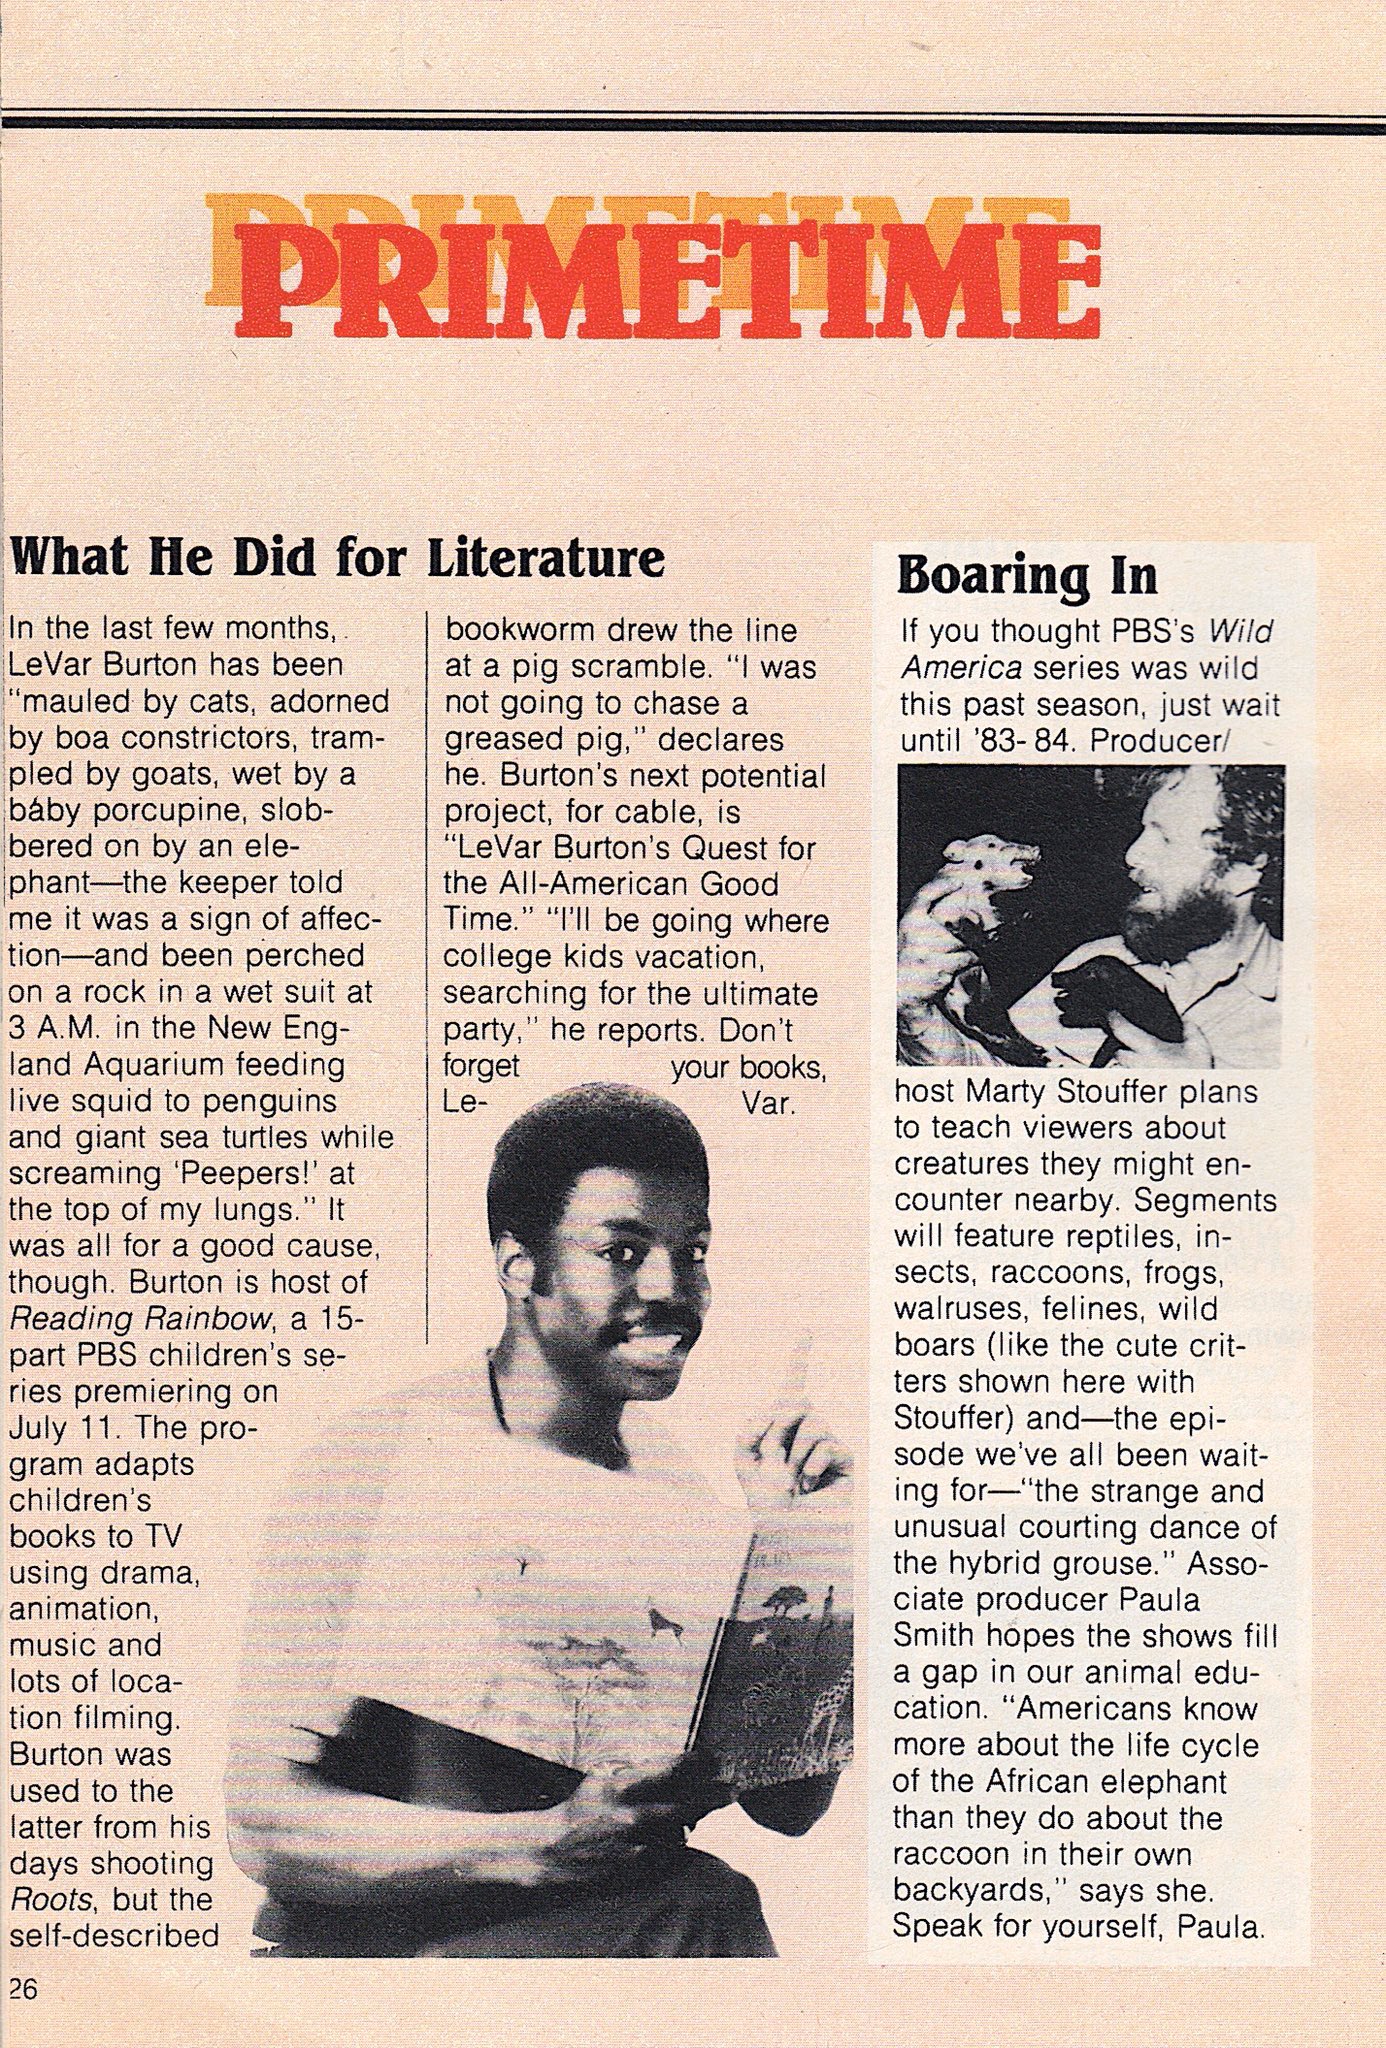 PRIMETIME
What He Did for Literature
In the last few months,
LeVar Burton has been
“mauled by cats, adorned
by boa constrictors, tram-
pled by goats, wet by a
baby porcupine, slob-
bered on by an ele-
phant—the keeper told
me it was a sign of affec-
tion—and been perched
on a rock in a wet suit at
3 A.M. in the New Eng-
land Aquarium feeding
live squid to penguins
and giant sea turtles while
screaming ‘Peepers!’ at
the top of my lungs.” It
was all for a good cause,
though. Burton is host of
Reading Rainbow, a 15-
part PBS children’s se-
ries premiering on
July 11. The pro-
gram adapts
children’s
books to TV
using drama,
animation,
music and
lots of loca-
tion filming.
Burton was
used to the
latter from his
days shooting
Roots, but the
self-described
bookworm drew the line
at a pig scramble. “I was
not going to chase a
greased pig,” declares
he. Burton’s next potential
project, for cable, is
“LeVar Burton’s Quest for
the All-American Good
Time.” “I’ll be going where
college kids vacation,
searching for the ultimate
party,” he reports. Don’t
forget your books,
Le- Var.
Boaring In
If you thought PBS’s Wild
America series was wild
this past season, just wait
until ’83-84. Producer/
host Marty Stouffer plans
to teach viewers about
creatures they might en-
counter nearby. Segments
will feature reptiles, in-
sects, raccoons, frogs,
walruses, felines, wild
boars (like the cute crit-
ters shown here with
Stouffer) and—the epi-
sode we’ve all been wait-
ing for—“the strange and
unusual courting dance of
the hybrid grouse.” Asso-
ciate producer Paula
Smith hopes the shows fill
a gap in our animal edu-
cation. “Americans know
more about the life cycle
of the African elephant
than they do about the
raccoon in their own
backyards,” says she.
Speak for yourself, Paula.
26